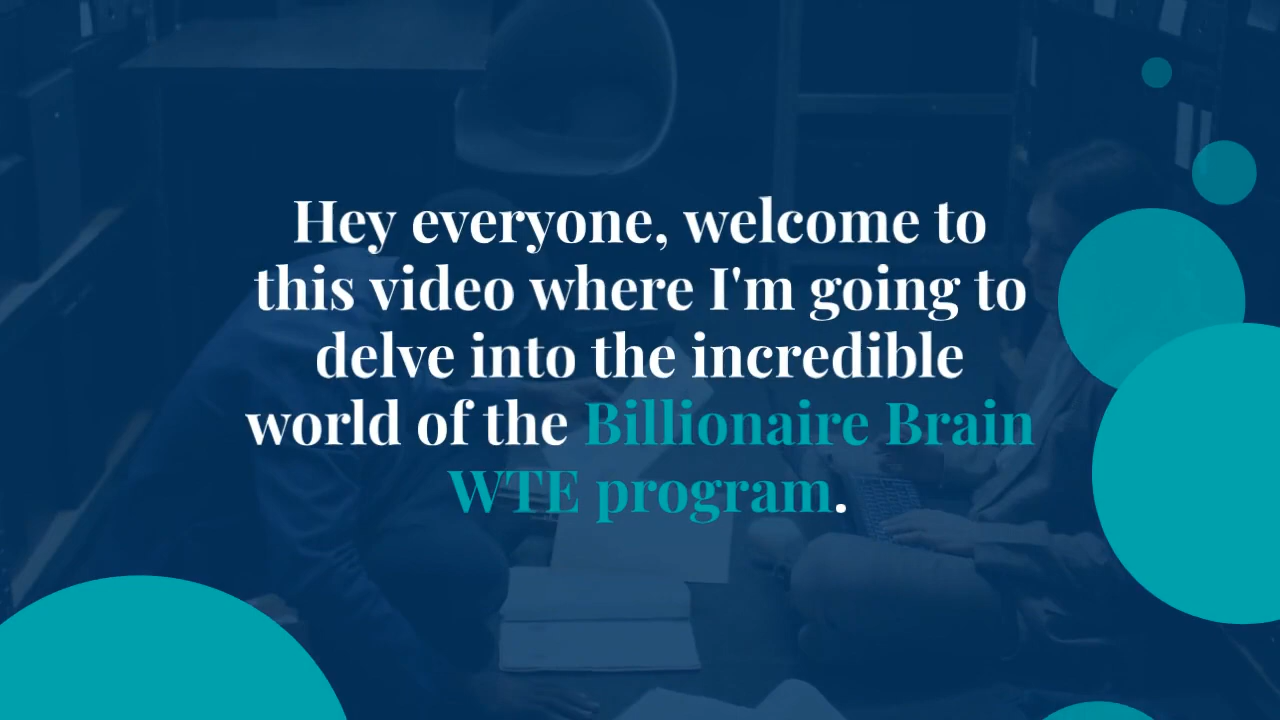 Hey everyone, welcome to
this video where I'm going to
delve into the incredible
world of the Billionaire Brain
WTE program.